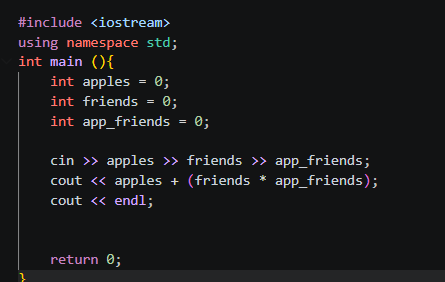 #include <iostream>
using namespace std;
int main (){
    int apples = 0;
    int friends = 0;
    int app_friends = 0;

    cin >> apples >> friends >> app_friends;
    cout << apples + (friends * app_friends);
    cout << endl;


    return 0;
}